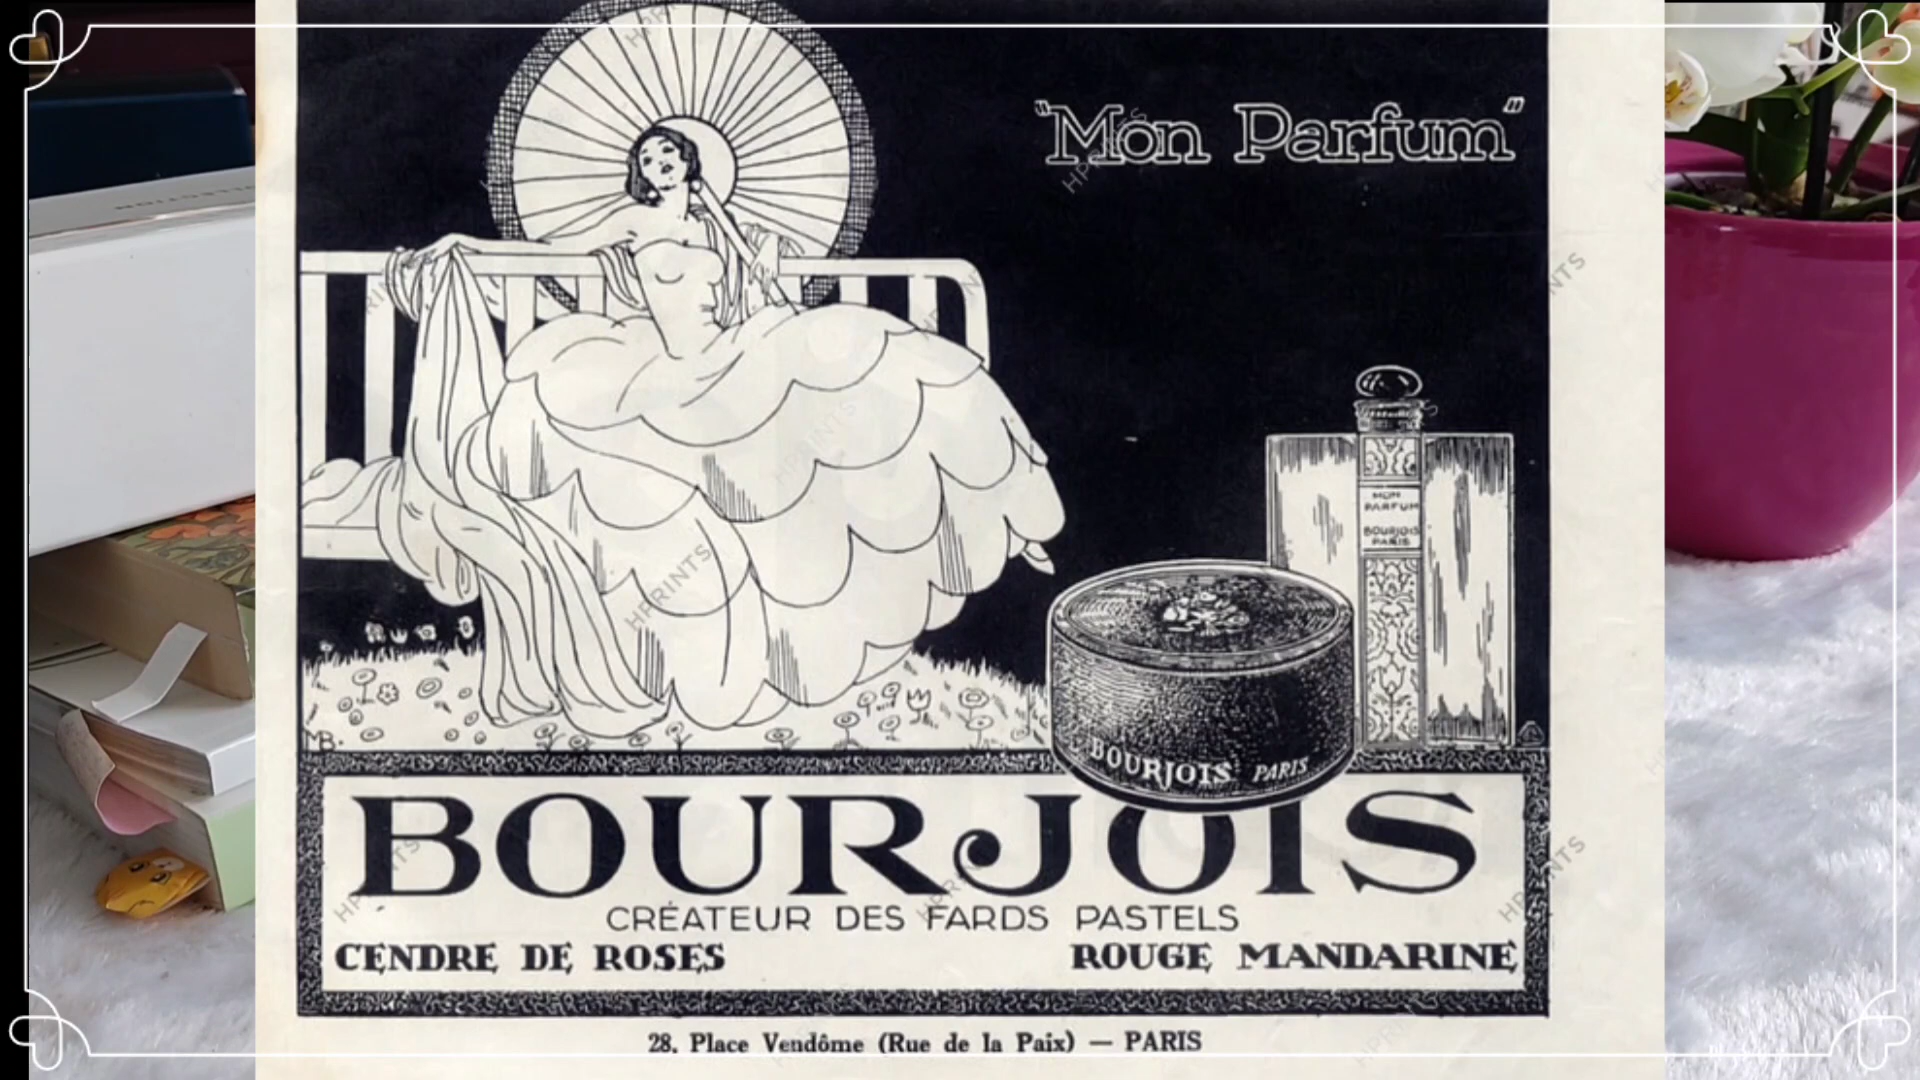 "Mon Parfum"
MON
PARFUM
BOURJOIS
PARIS
BOURJOIS PARIS
MB.
BOURJOIS
CRÉATEUR DES FARDS PASTELS
CENDRE DE ROSES ROUGE MANDARINE
28, Place Vendôme (Rue de la Paix) — PARIS
HPRINTS